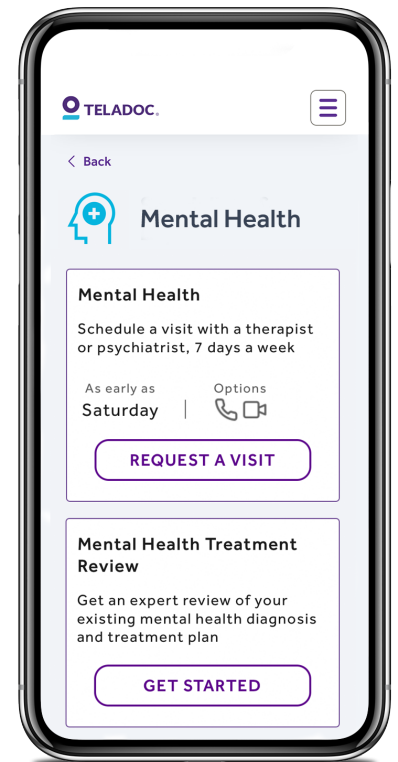 TELADOC.
Back
Mental Health
Mental Health
Schedule a visit with a therapist
or psychiatrist, 7 days a week
As early as
Options
Saturday
REQUEST A VISIT
Mental Health Treatment
Review
Get an expert review of your
existing mental health diagnosis
and treatment plan
GET STARTED